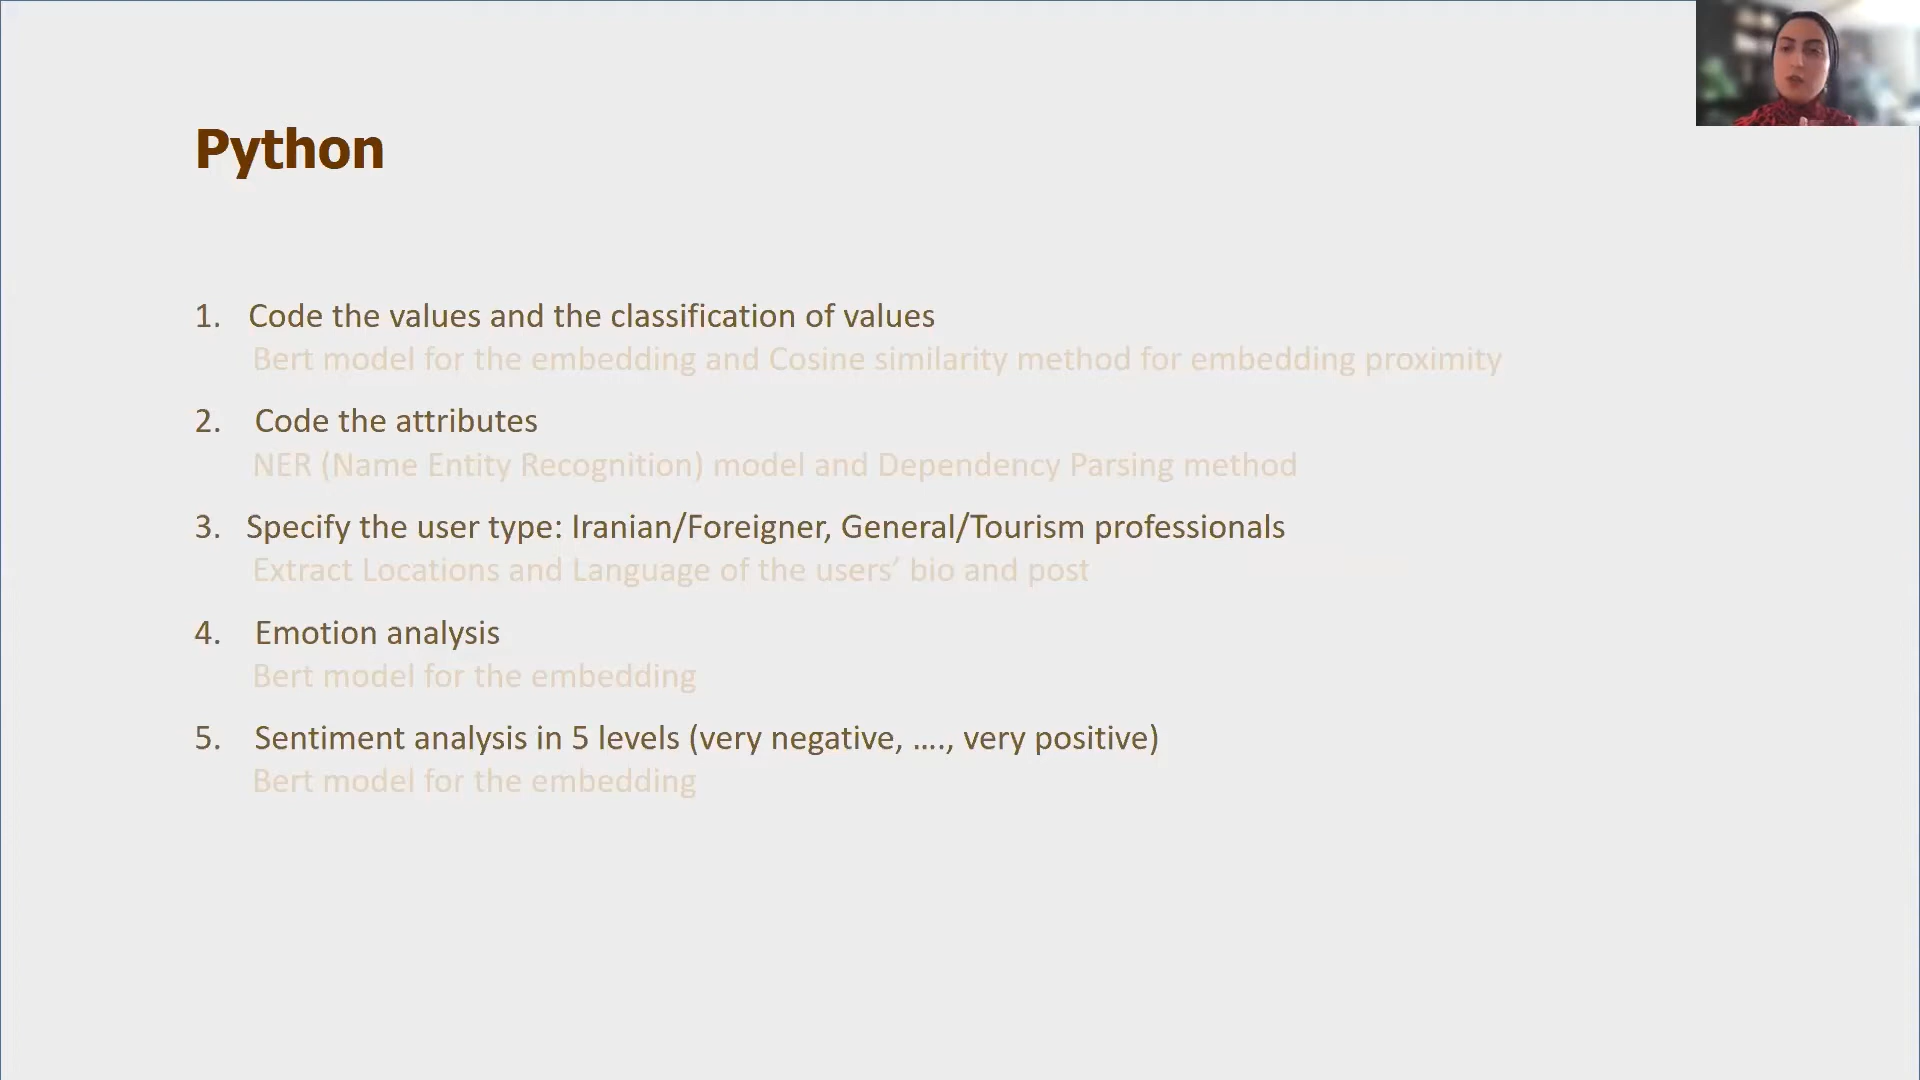 Python
1. Code the values and the classification of values
Bert model for the embedding and Cosine similarity method for embedding proximity
2. Code the attributes
NER (Name Entity Recognition) model and Dependency Parsing method
3. Specify the user type: Iranian/Foreigner, General/Tourism professionals
Extract Locations and Language of the users’ bio and post
4. Emotion analysis
Bert model for the embedding
5. Sentiment analysis in 5 levels (very negative, …., very positive)
Bert model for the embedding